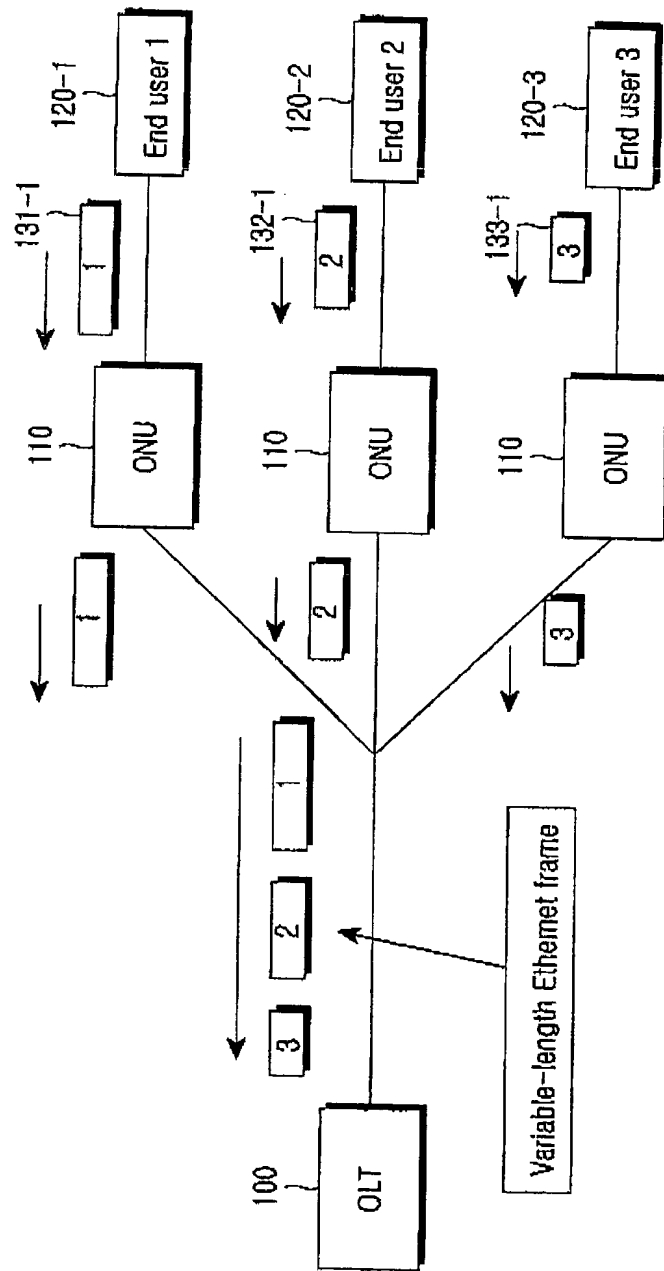 120-1
End user 1
131-1
1
110
ONU
1
120-2
End user 2
132-1
2
110
ONU
2
120-3
End user 3
133-1
3
110
ONU
3
1
2
3
Variable-length Ethernet frame
100
OLT